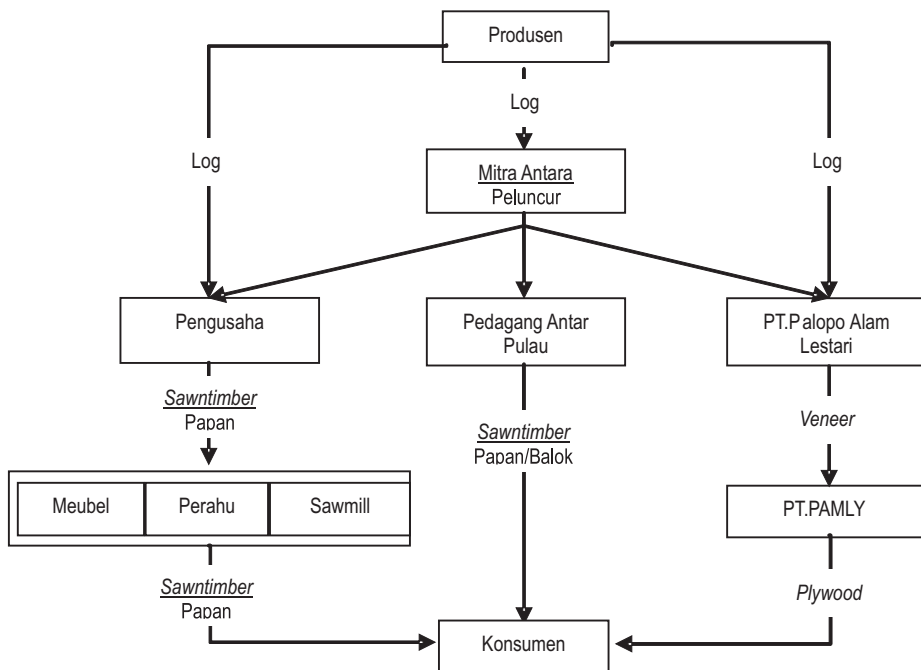 Produsen
Log
Log
Log
Mitra Antara
Peluncur
Pengusaha
Pedagang Antar
Pulau
PT.Palopo Alam
Lestari
Sawntimber
Papan
Sawntimber
Papan/Balok
Veneer
Meubel
Perahu
Sawmill
PT.PAMLY
Sawntimber
Papan
Plywood
Konsumen